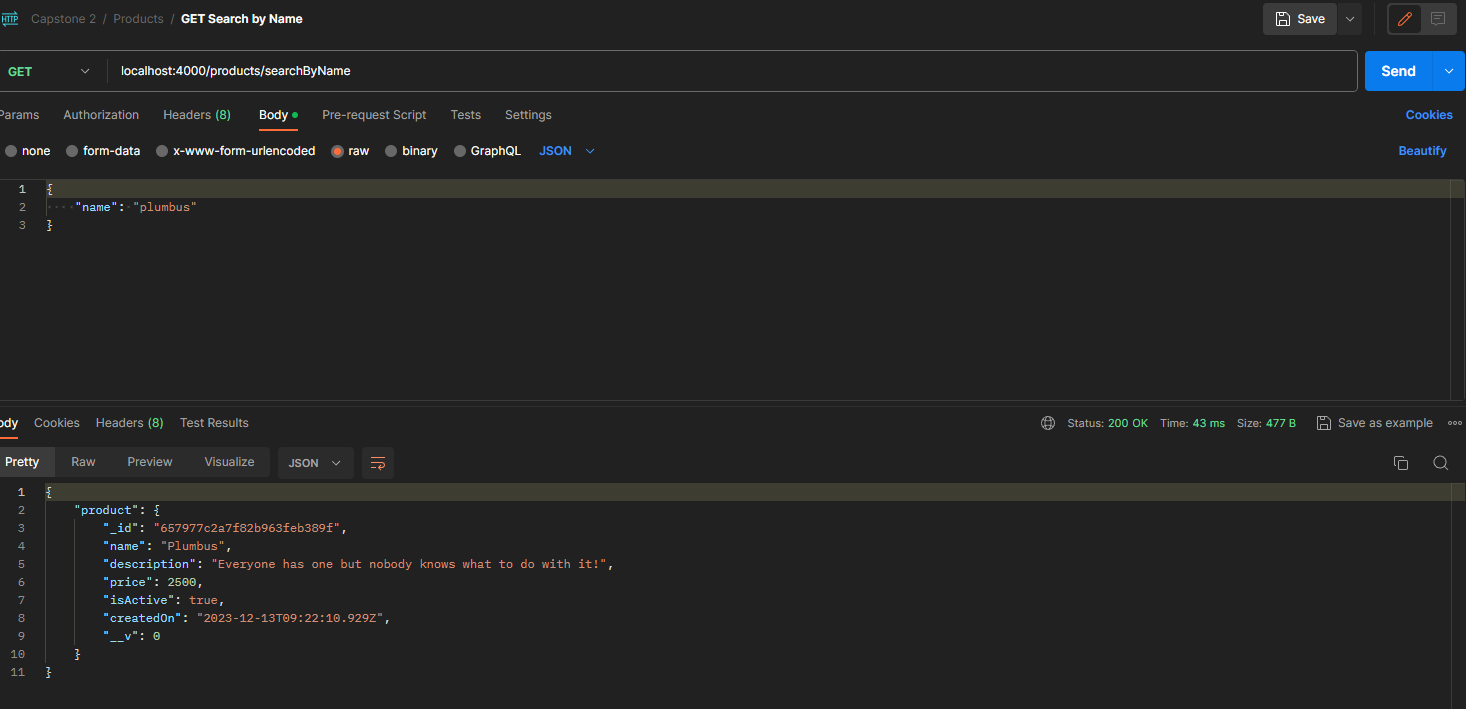 HTTP Capstone 2 / Products / GET Search by Name Save
GET localhost:4000/products/searchByName Send
Params Authorization Headers (8) Body Pre-request Script Tests Settings Cookies
none form-data x-www-form-urlencoded raw binary GraphQL JSON Beautify
1 {
2 "name": "plumbus"
3 }
ody Cookies Headers (8) Test Results Status: 200 OK Time: 43 ms Size: 477 B Save as example
Pretty Raw Preview Visualize JSON
1 {
2 "product": {
3 "_id": "657977c2a7f82b963feb389f",
4 "name": "Plumbus",
5 "description": "Everyone has one but nobody knows what to do with it!",
6 "price": 2500,
7 "isActive": true,
8 "createdOn": "2023-12-13T09:22:10.929Z",
9 "__v": 0
10 }
11 }